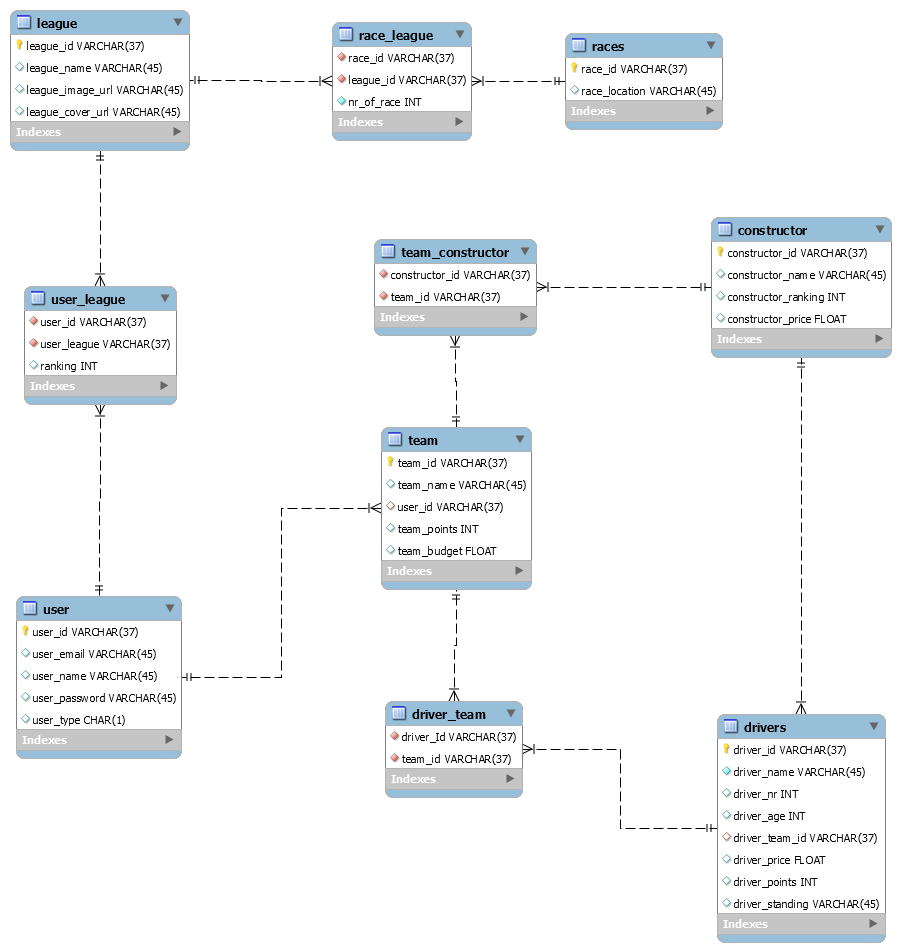 league
league_id VARCHAR(37)
league_name VARCHAR(45)
league_image_url VARCHAR(45)
league_cover_url VARCHAR(45)
Indexes
race_league
race_id VARCHAR(37)
league_id VARCHAR(37)
nr_of_race INT
Indexes
races
race_id VARCHAR(37)
race_location VARCHAR(45)
Indexes
user_league
user_id VARCHAR(37)
user_league VARCHAR(37)
ranking INT
Indexes
team_constructor
constructor_id VARCHAR(37)
team_id VARCHAR(37)
Indexes
constructor
constructor_id VARCHAR(37)
constructor_name VARCHAR(45)
constructor_ranking INT
constructor_price FLOAT
Indexes
team
team_id VARCHAR(37)
team_name VARCHAR(45)
user_id VARCHAR(37)
team_points INT
team_budget FLOAT
Indexes
user
user_id VARCHAR(37)
user_email VARCHAR(45)
user_name VARCHAR(45)
user_password VARCHAR(45)
user_type CHAR(1)
Indexes
driver_team
driver_Id VARCHAR(37)
team_id VARCHAR(37)
Indexes
drivers
driver_id VARCHAR(37)
driver_name VARCHAR(45)
driver_nr INT
driver_age INT
driver_team_id VARCHAR(37)
driver_price FLOAT
driver_points INT
driver_standing VARCHAR(45)
Indexes